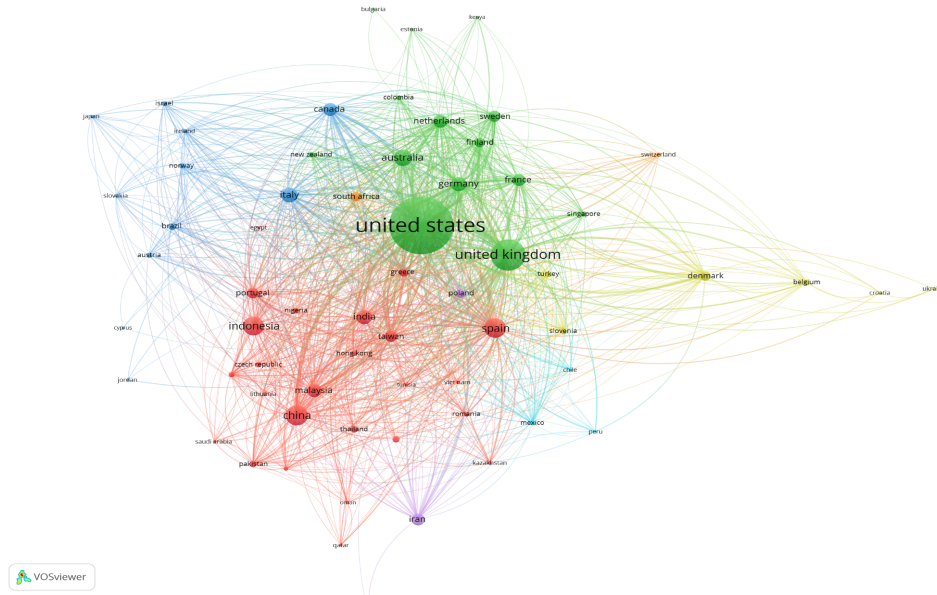 bulgaria
kenya
estonia
colombia
israel
canada
japan
netherlands
sweden
ireland
finland
new zealand
australia
switzerland
norway
germany
france
slovakia
italy
south africa
singapore
brazil
egypt
united states
austria
united kingdom
greece
turkey
denmark
belgium
portugal
poland
croatia
ukra
nigeria
india
indonesia
spain
cyprus
taiwan
slovenia
hong kong
czech republic
chile
jordan
lithuania
malaysia
tunisia
viet nam
china
romania
mexico
thailand
peru
saudi arabia
pakistan
kazakhstan
oman
iran
qatar
VOSviewer